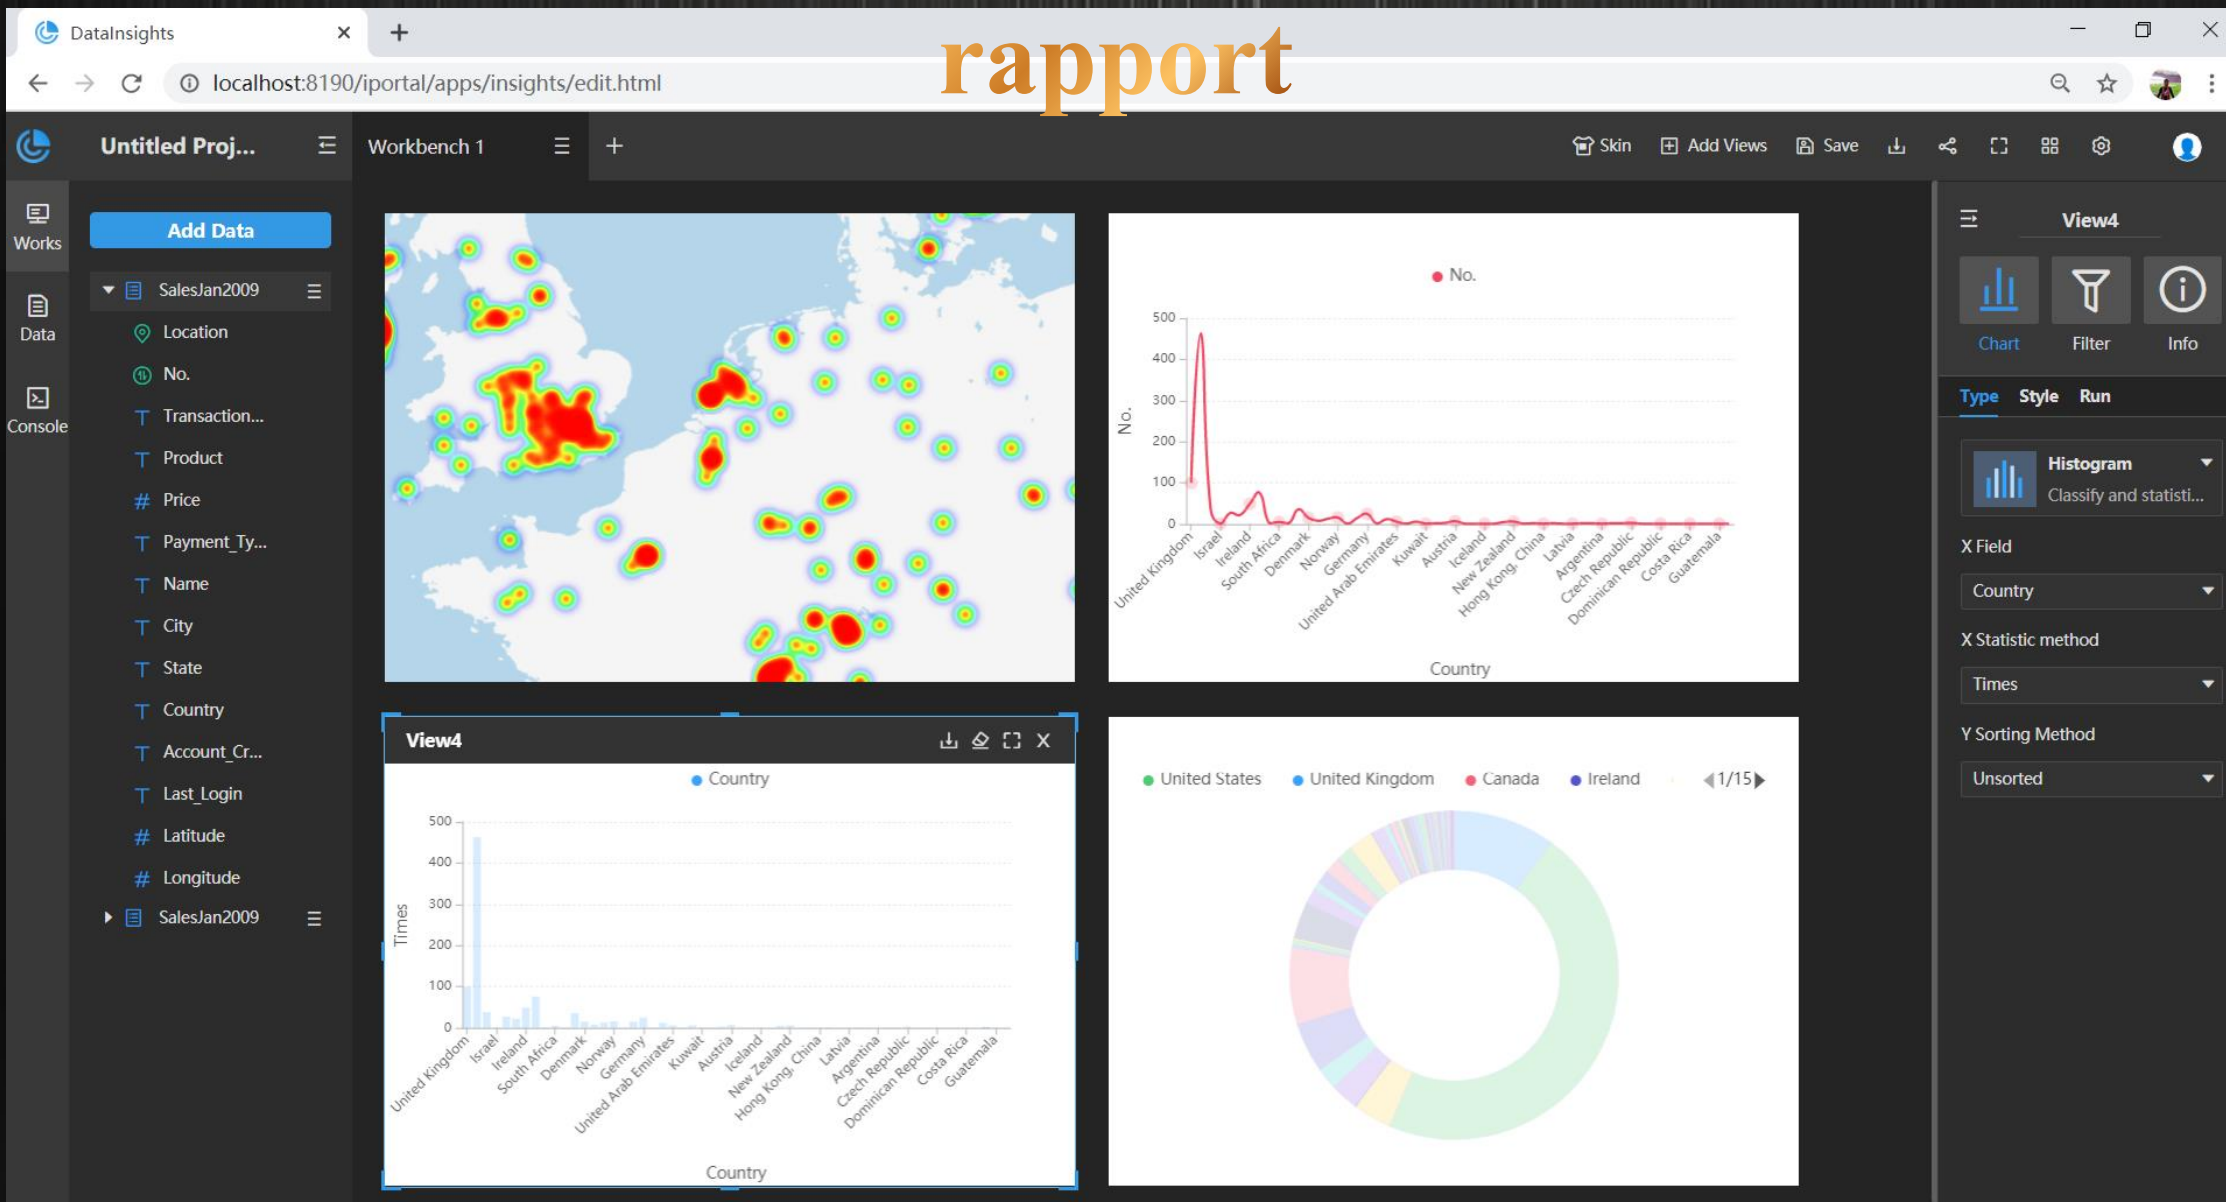 DataInsights
rapport
localhost:8190/iportal/apps/insights/edit.html
Untitled Proj...
Workbench 1
Skin
Add Views
Save
Works
Data
Console
Add Data
SalesJan2009
Location
No.
Transaction...
Product
Price
Payment_Ty...
Name
City
State
Country
Account_Cr...
Last_Login
Latitude
Longitude
SalesJan2009
No.
500
400
300
200
100
0
No.
United Kingdom
Israel
Ireland
South Africa
Denmark
Norway
Germany
United Arab Emirates
Kuwait
Austria
Iceland
New Zealand
Hong Kong, China
Latvia
Argentina
Czech Republic
Dominican Republic
Costa Rica
Guatemala
Country
View4
Country
500
400
300
200
100
0
Times
United Kingdom
Israel
Ireland
South Africa
Denmark
Norway
Germany
United Arab Emirates
Kuwait
Austria
Iceland
New Zealand
Hong Kong, China
Latvia
Argentina
Czech Republic
Dominican Republic
Costa Rica
Guatemala
Country
United States
United Kingdom
Canada
Ireland
1/15
View4
Chart
Filter
Info
Type
Style
Run
Histogram
Classify and statisti...
X Field
Country
X Statistic method
Times
Y Sorting Method
Unsorted